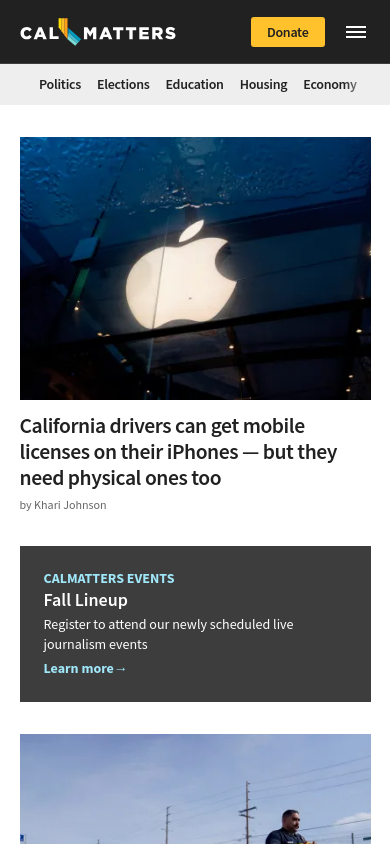 CALMATTERS
Donate
Politics Elections Education Housing Economy
California drivers can get mobile
licenses on their iPhones — but they
need physical ones too
by Khari Johnson
CALMATTERS EVENTS
Fall Lineup
Register to attend our newly scheduled live
journalism events
Learn more→